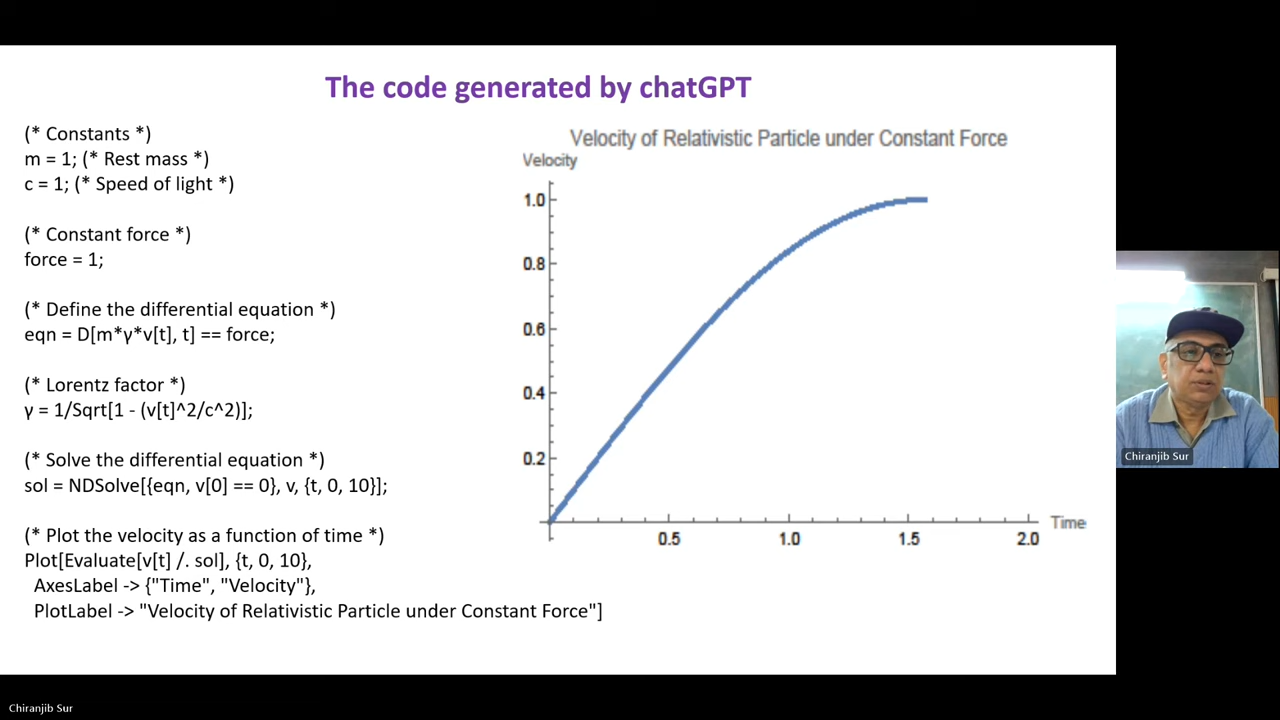 The code generated by chatGPT
(* Constants *)
m = 1; (* Rest mass *)
c = 1; (* Speed of light *)
(* Constant force *)
force = 1;
(* Define the differential equation *)
eqn = D[m*γ*v[t], t] == force;
(* Lorentz factor *)
γ = 1/Sqrt[1 - (v[t]^2/c^2)];
(* Solve the differential equation *)
sol = NDSolve[{eqn, v[0] == 0}, v, {t, 0, 10}];
(* Plot the velocity as a function of time *)
Plot[Evaluate[v[t] /. sol], {t, 0, 10},
AxesLabel -> {"Time", "Velocity"},
PlotLabel -> "Velocity of Relativistic Particle under Constant Force"]
Velocity of Relativistic Particle under Constant Force
Velocity
1.0
0.8
0.6
0.4
0.2
0.5 1.0 1.5 2.0
Time
Chiranjib Sur
Chiranjib Sur